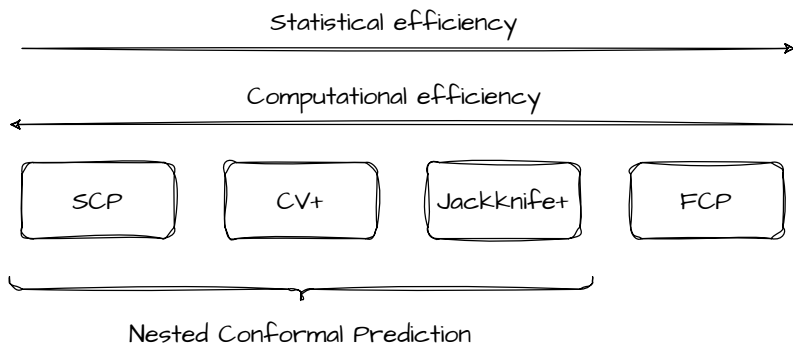 Statistical efficiency
Computational efficiency
SCP
CV+
Jackknife+
FCP
Nested Conformal Prediction